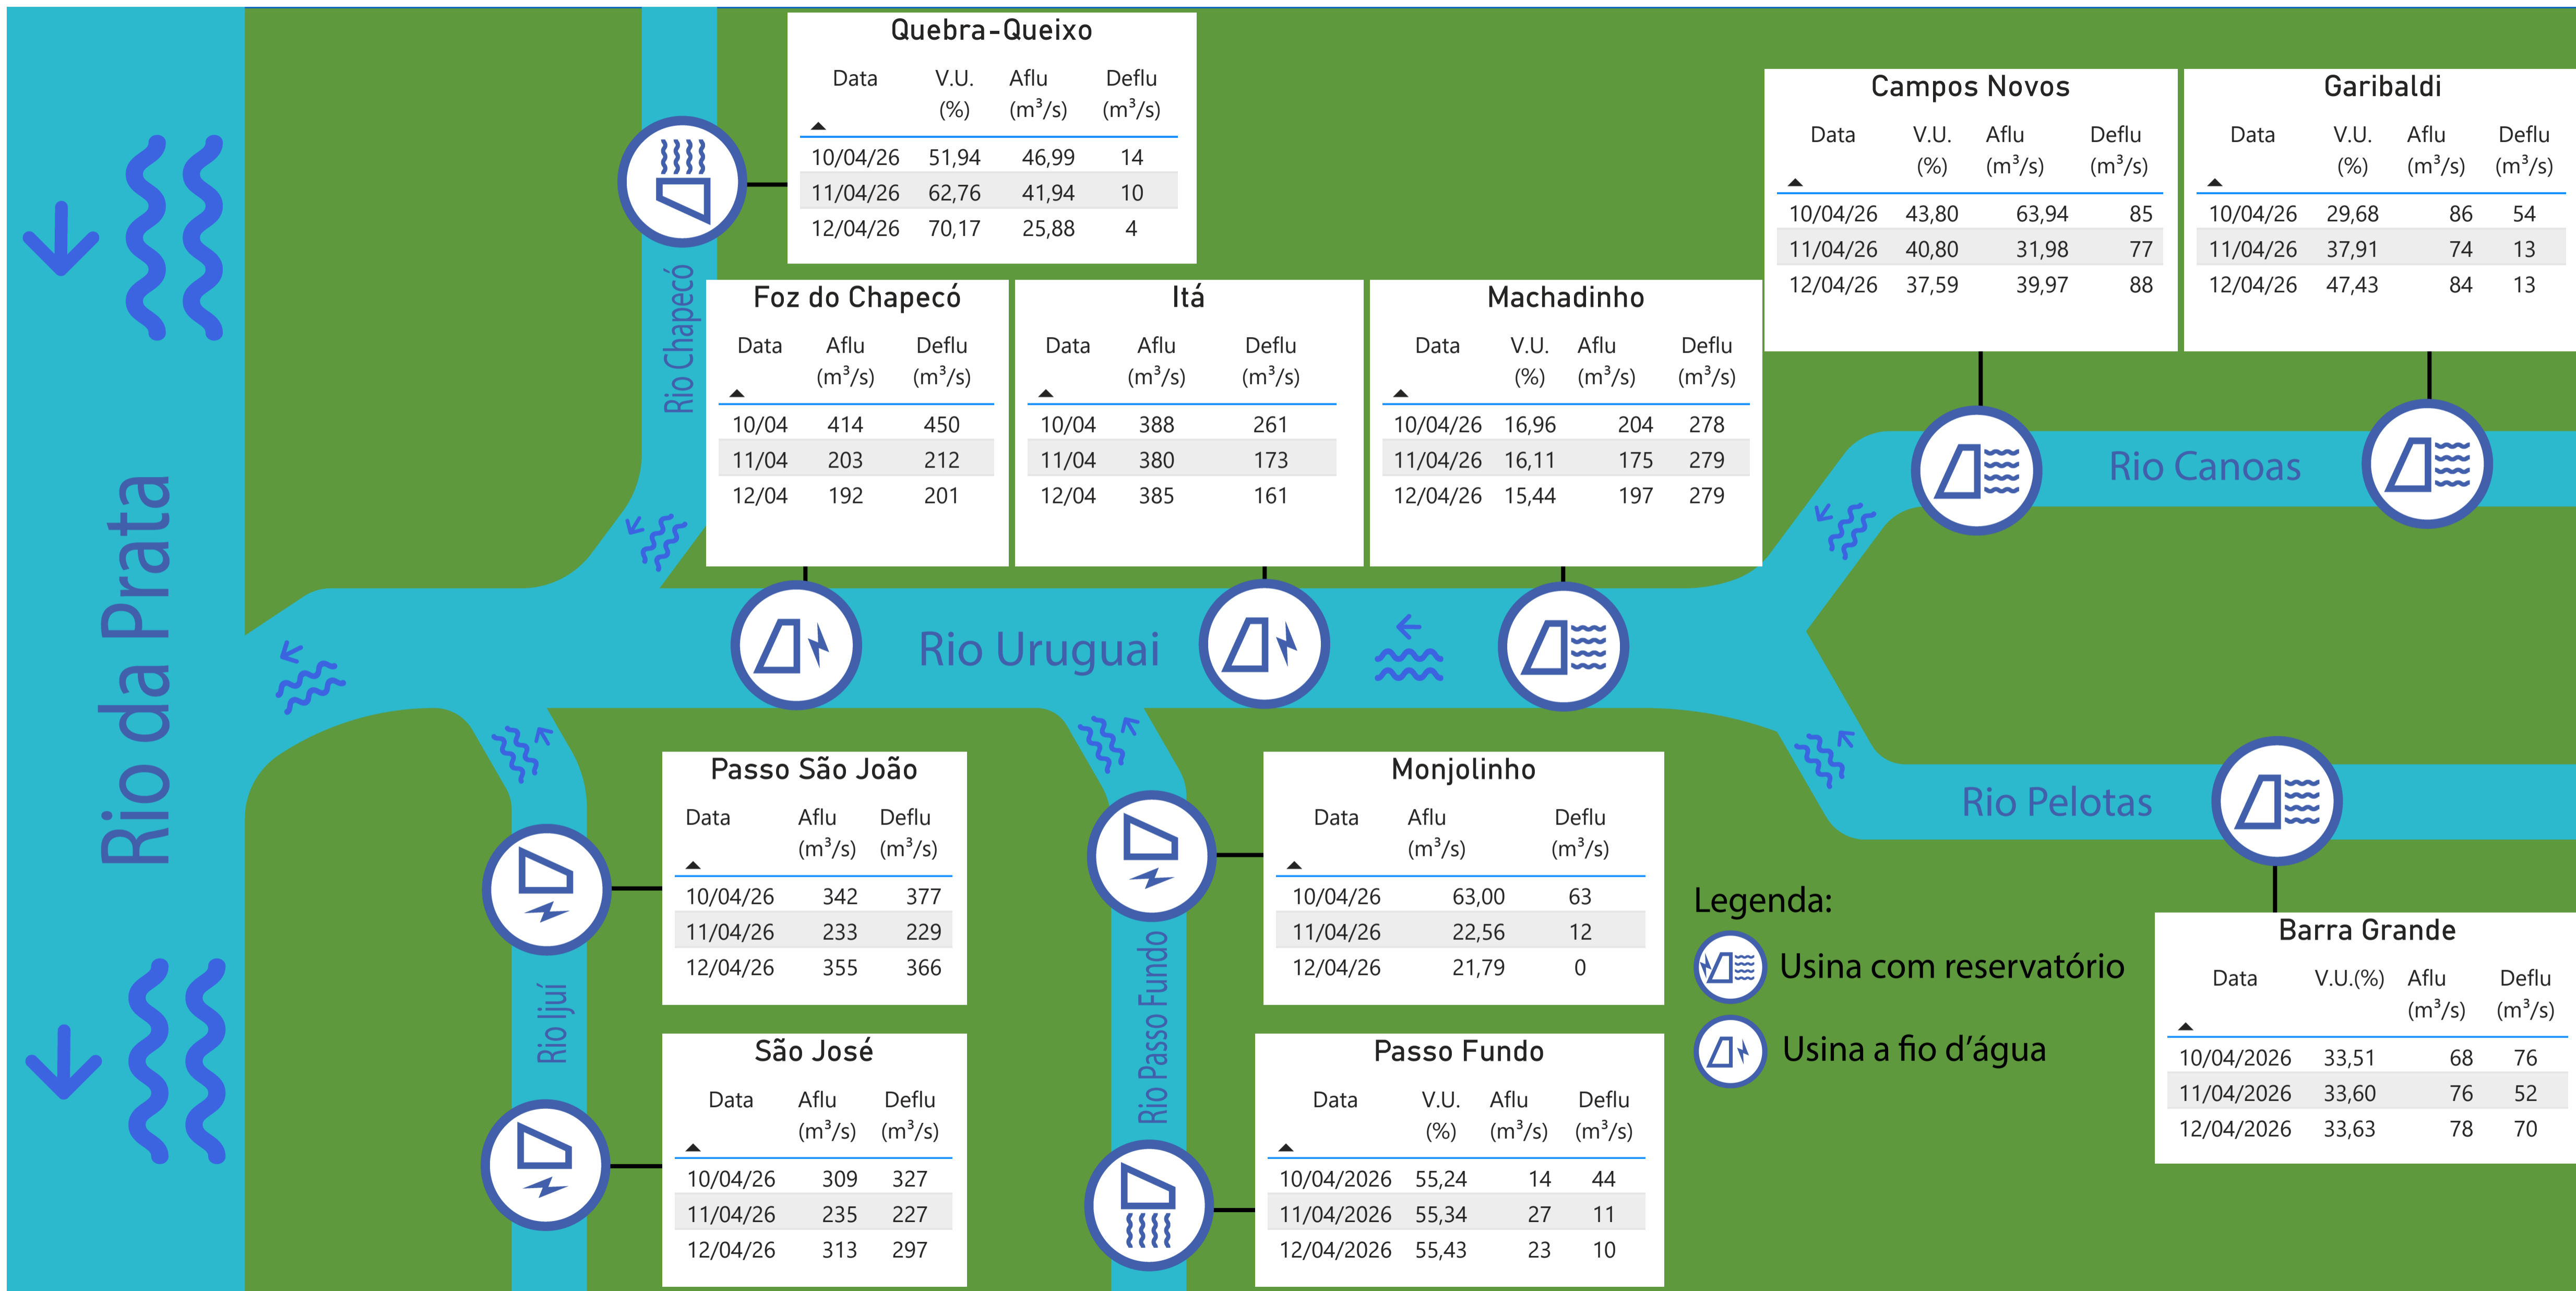 Rio da Prata
Quebra-Queixo
Data V.U. Aflu Deflu
(%) (m³/s) (m³/s)
10/04/26 51,94 46,99 14
11/04/26 62,76 41,94 10
12/04/26 70,17 25,88 4
Rio Chapecó
Campos Novos
Data V.U. Aflu Deflu
(%) (m³/s) (m³/s)
10/04/26 43,80 63,94 85
11/04/26 40,80 31,98 77
12/04/26 37,59 39,97 88
Garibaldi
Data V.U. Aflu Deflu
(%) (m³/s) (m³/s)
10/04/26 29,68 86 54
11/04/26 37,91 74 13
12/04/26 47,43 84 13
Foz do Chapecó
Data Aflu Deflu
(m³/s) (m³/s)
10/04 414 450
11/04 203 212
12/04 192 201
Itá
Data Aflu Deflu
(m³/s) (m³/s)
10/04 388 261
11/04 380 173
12/04 385 161
Machadinho
Data V.U. Aflu Deflu
(%) (m³/s) (m³/s)
10/04/26 16,96 204 278
11/04/26 16,11 175 279
12/04/26 15,44 197 279
Rio Canoas
Rio Uruguai
Rio Pelotas
Passo São João
Data Aflu Deflu
(m³/s) (m³/s)
10/04/26 342 377
11/04/26 233 229
12/04/26 355 366
Rio Ijuí
São José
Data Aflu Deflu
(m³/s) (m³/s)
10/04/26 309 327
11/04/26 235 227
12/04/26 313 297
Monjolinho
Data Aflu Deflu
(m³/s) (m³/s)
10/04/26 63,00 63
11/04/26 22,56 12
12/04/26 21,79 0
Rio Passo Fundo
Passo Fundo
Data V.U. Aflu Deflu
(%) (m³/s) (m³/s)
10/04/2026 55,24 14 44
11/04/2026 55,34 27 11
12/04/2026 55,43 23 10
Legenda:
Usina com reservatório
Usina a fio d’água
Barra Grande
Data V.U.(%) Aflu Deflu
(m³/s) (m³/s)
10/04/2026 33,51 68 76
11/04/2026 33,60 76 52
12/04/2026 33,63 78 70